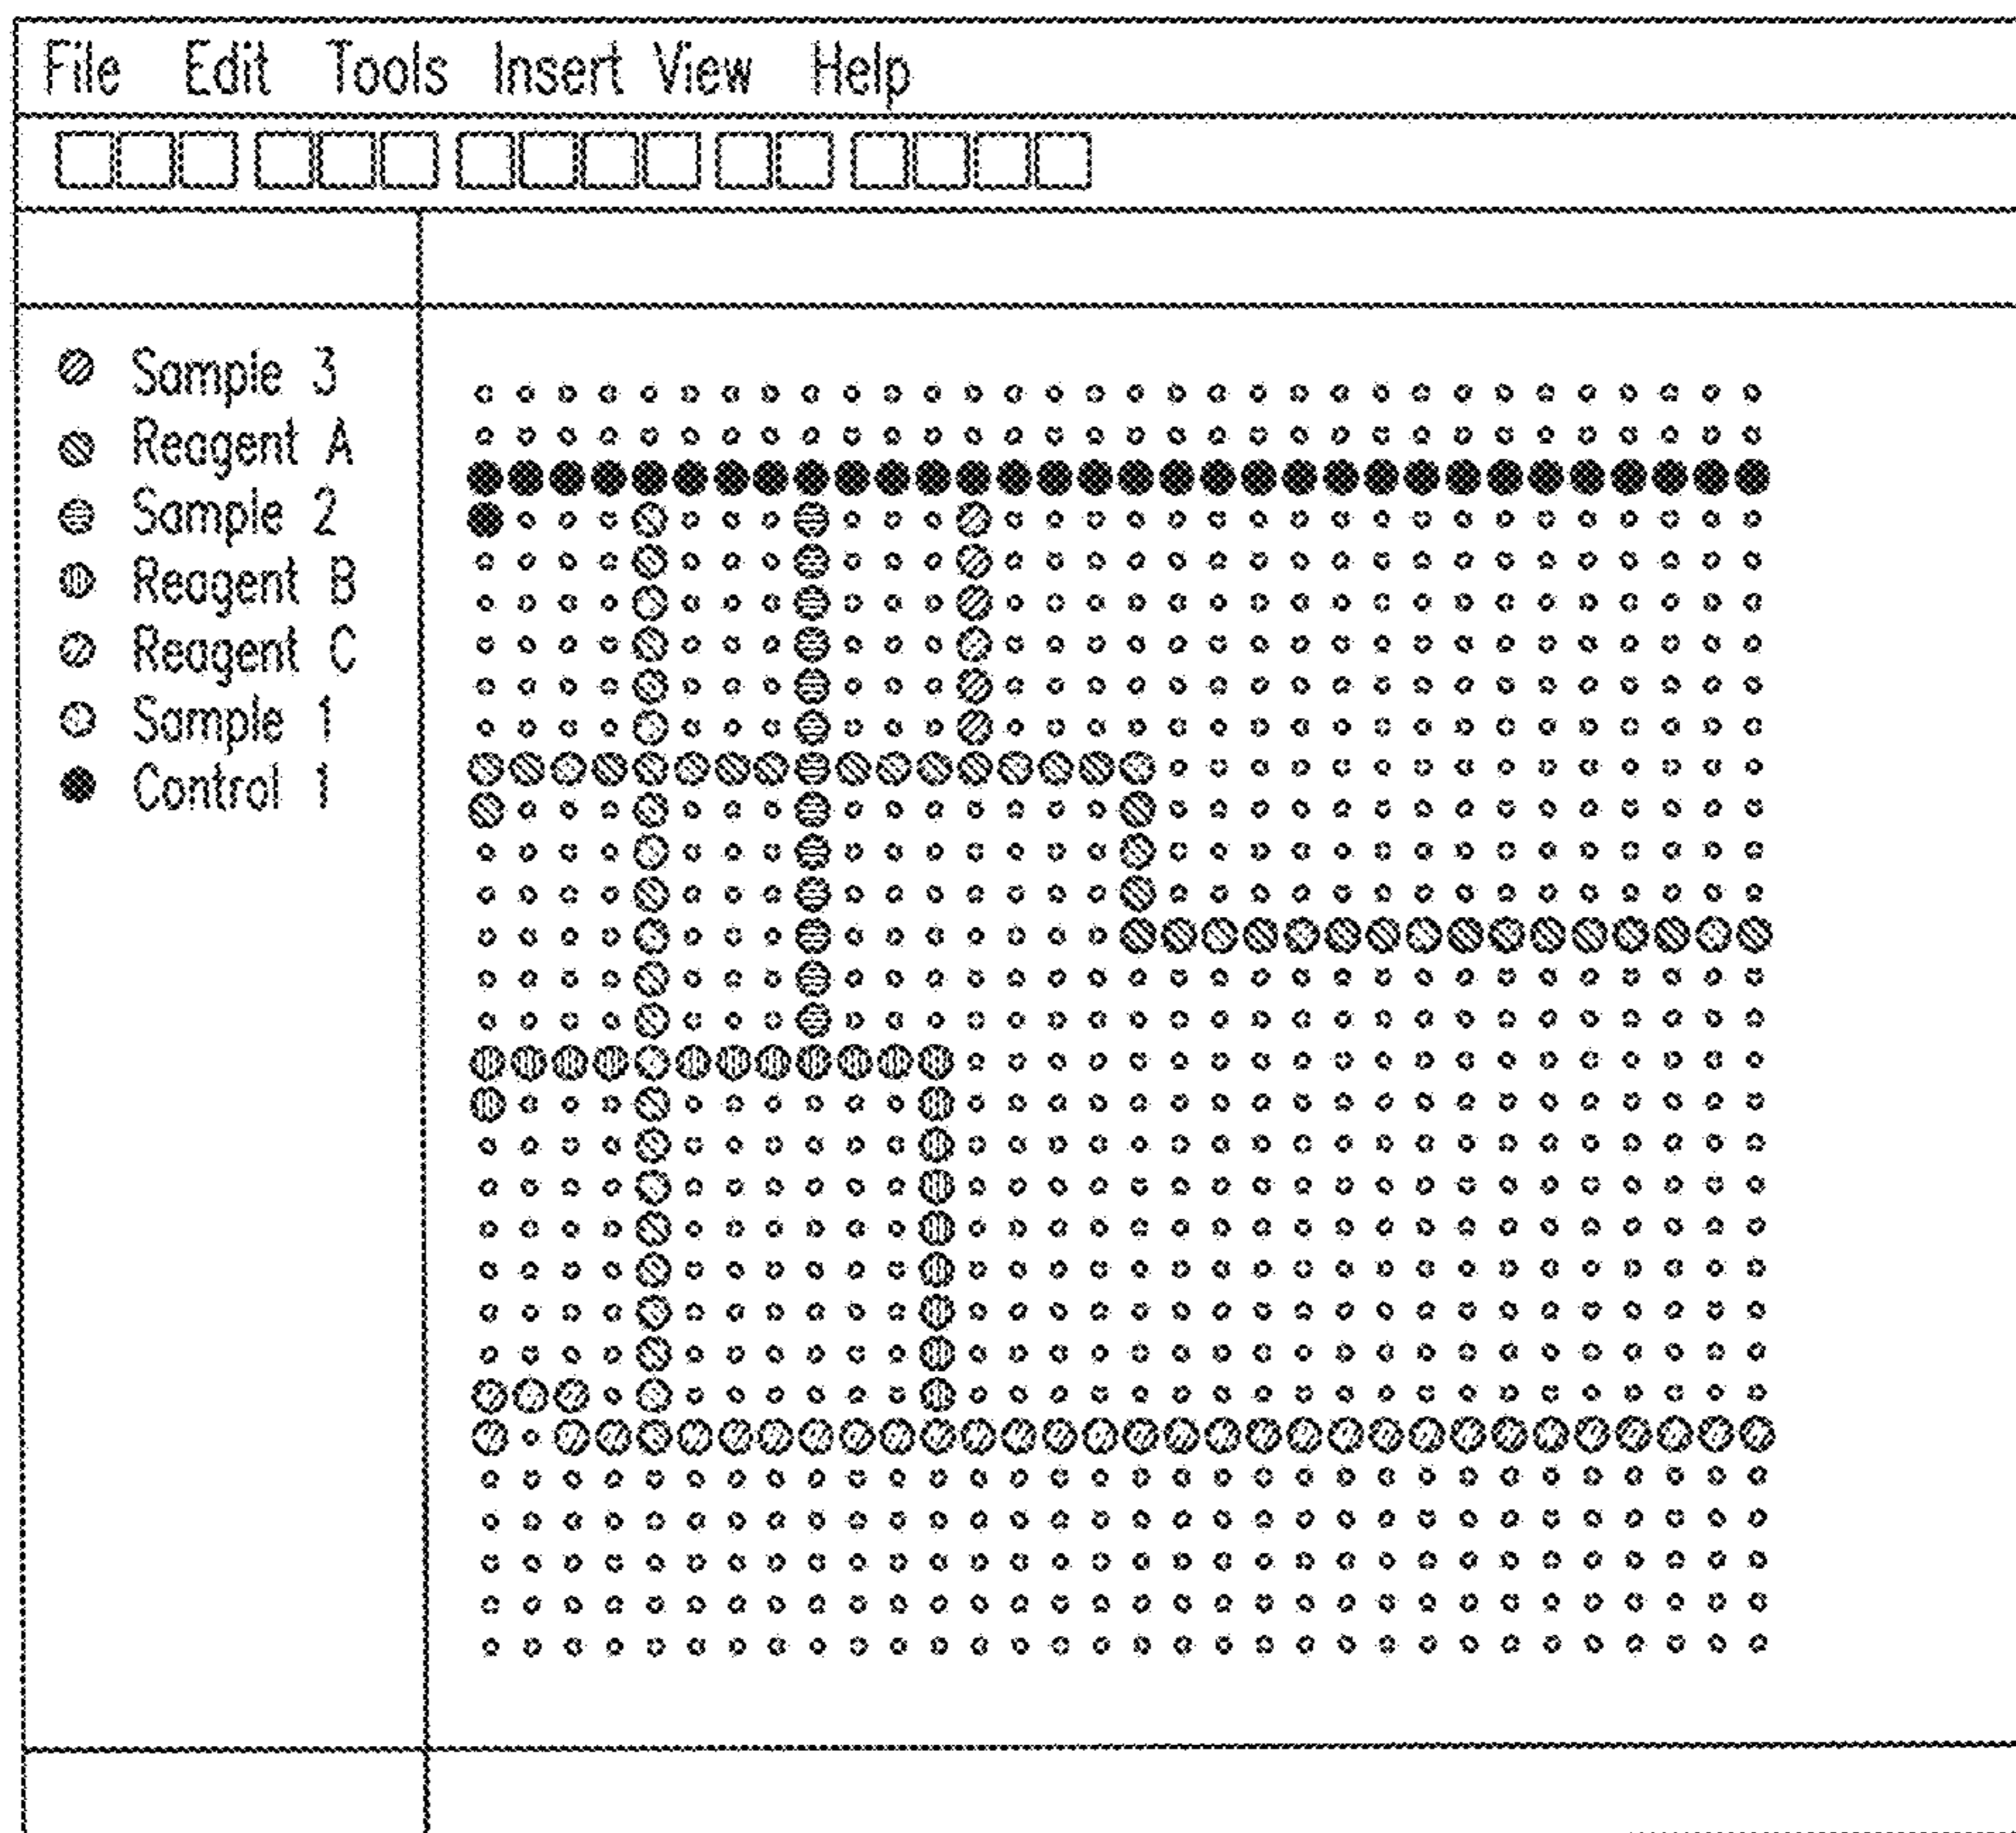 File Edit Tools Insert View Help
Sample 3
Reagent A
Sample 2
Reagent B
Reagent C
Sample 1
Control 1